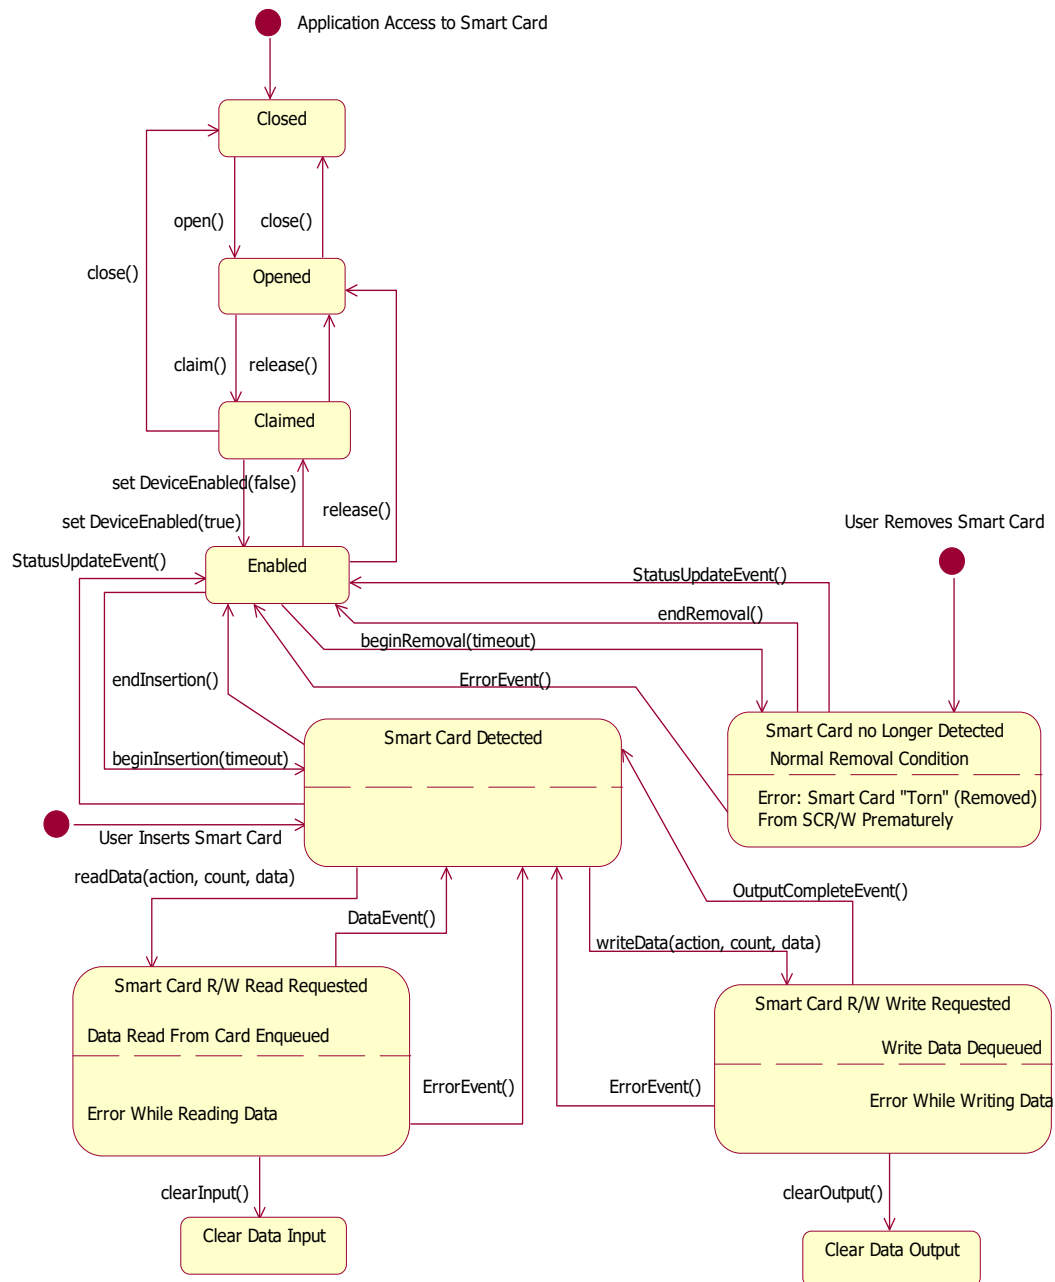 Application Access to Smart Card
Closed
open()
close()
close()
Opened
claim()
release()
Claimed
set DeviceEnabled(false)
release()
set DeviceEnabled(true)
User Removes Smart Card
StatusUpdateEvent()
Enabled
StatusUpdateEvent()
endRemoval()
beginRemoval(timeout)
endInsertion()
ErrorEvent()
Smart Card Detected
Smart Card no Longer Detected
Normal Removal Condition
beginInsertion(timeout)
Error: Smart Card "Torn" (Removed)
From SCR/W Prematurely
User Inserts Smart Card
readData(action, count, data)
OutputCompleteEvent()
DataEvent()
writeData(action, count, data)
Smart Card R/W Read Requested
Smart Card R/W Write Requested
Data Read From Card Enqueued
Write Data Dequeued
ErrorEvent()
ErrorEvent()
Error While Reading Data
Error While Writing Data
clearInput()
clearOutput()
Clear Data Input
Clear Data Output